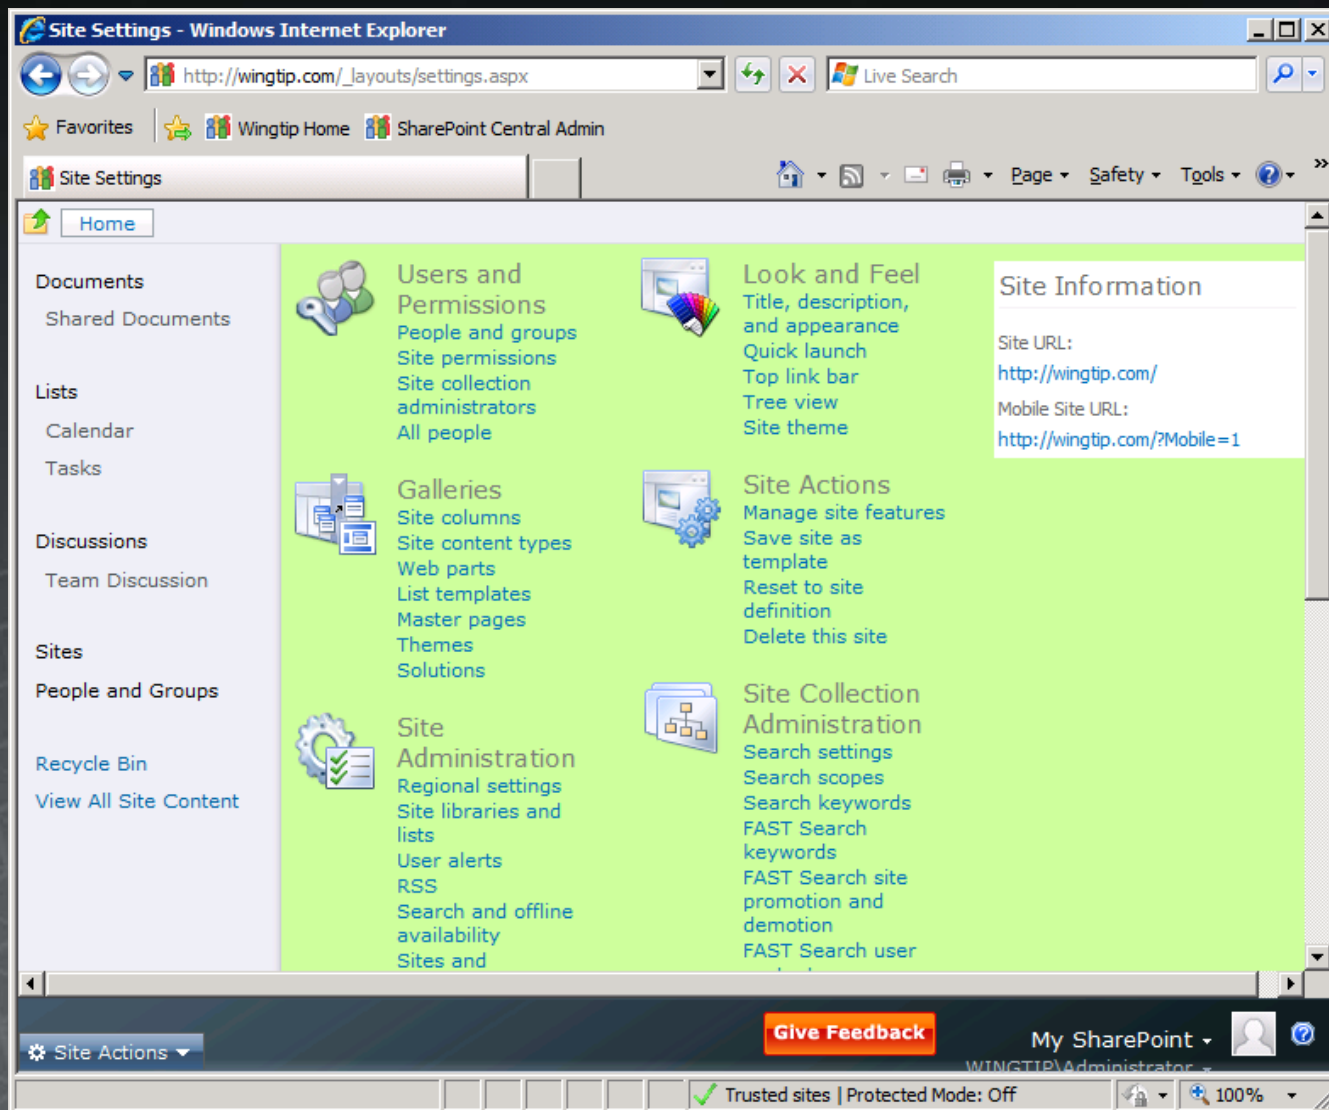 Site Settings - Windows Internet Explorer
http://wingtip.com/_layouts/settings.aspx
Live Search
Favorites
Wingtip Home
SharePoint Central Admin
Site Settings
Page
Safety
Tools
Home
Documents
Shared Documents
Lists
Calendar
Tasks
Discussions
Team Discussion
Sites
People and Groups
Recycle Bin
View All Site Content
Users and
Permissions
People and groups
Site permissions
Site collection
administrators
All people
Galleries
Site columns
Site content types
Web parts
List templates
Master pages
Themes
Solutions
Site
Administration
Regional settings
Site libraries and
lists
User alerts
RSS
Search and offline
availability
Sites and
Look and Feel
Title, description,
and appearance
Quick launch
Top link bar
Tree view
Site theme
Site Actions
Manage site features
Save site as
template
Reset to site
definition
Delete this site
Site Collection
Administration
Search settings
Search scopes
Search keywords
FAST Search
keywords
FAST Search site
promotion and
demotion
FAST Search user
Site Information
Site URL:
http://wingtip.com/
Mobile Site URL:
http://wingtip.com/?Mobile=1
Site Actions
Give Feedback
My SharePoint
WINGTIP\Administrator
Trusted sites | Protected Mode: Off
100%